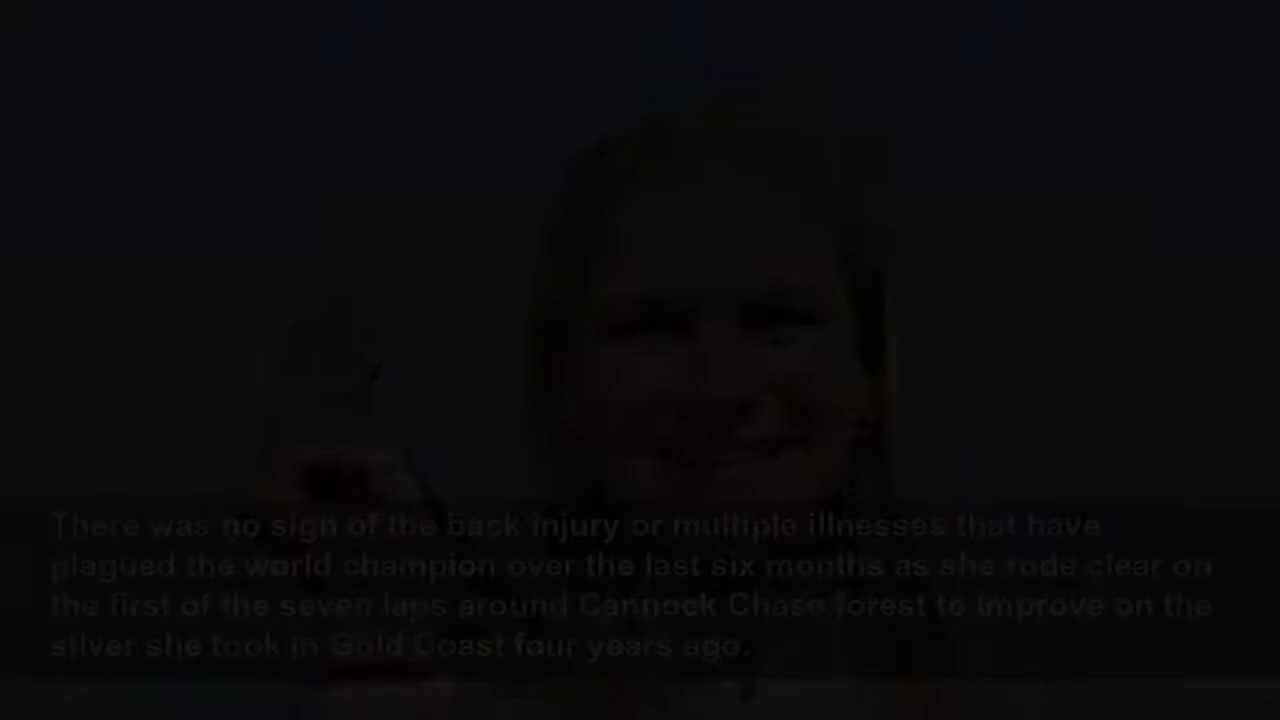 There was no sign of the back injury or multiple illnesses that have
plagued the world champion over the last six months as she rode clear on
the first of the seven laps around Cannock Chase forest to improve on the
silver she took in Gold Coast four years ago.